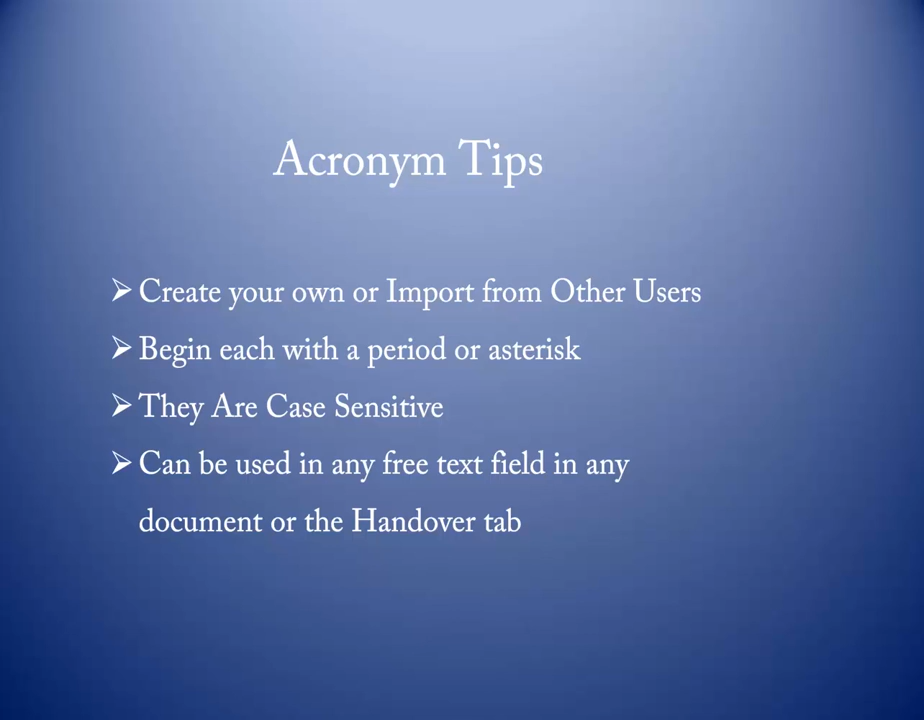 Acronym Tips
➢ Create your own or Import from Other Users
➢ Begin each with a period or asterisk
➢ They Are Case Sensitive
➢ Can be used in any free text field in any
document or the Handover tab